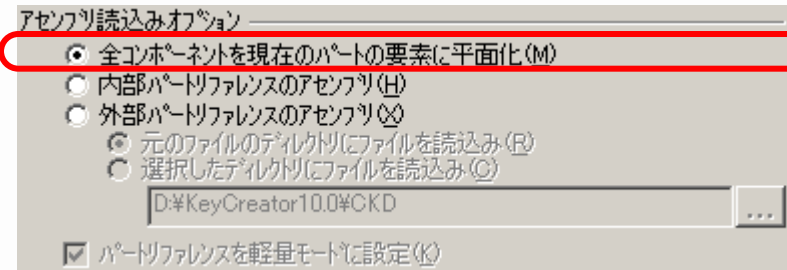 アセンブリ読込みオプション
全コンポーネントを現在のパートの要素に平面化(M)
内部パートリファレンスのアセンブリ(H)
外部パートリファレンスのアセンブリ(X)
元のファイルのディレクトリにファイルを読込み(R)
選択したディレクトリにファイルを読込み(C)
D:¥KeyCreator10.0¥CKD
...
パートリファレンスを軽量モードに設定(K)